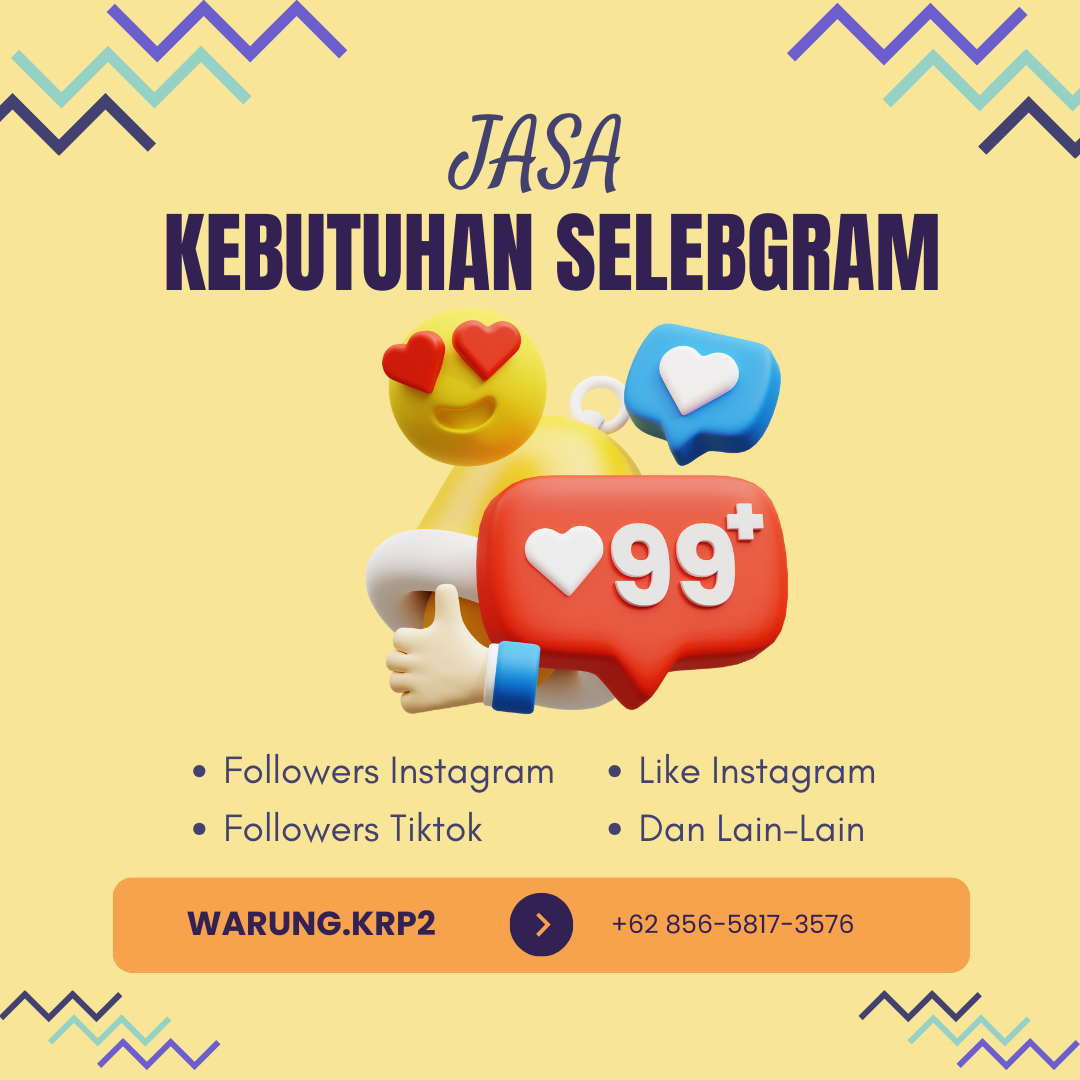 JASA
KEBUTUHAN SELEBGRAM
99+
• Followers Instagram
• Followers Tiktok
• Like Instagram
• Dan Lain-Lain
WARUNG.KRP2
+62 856-5817-3576